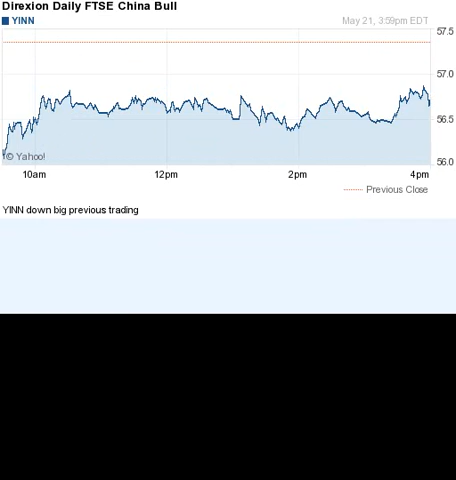 Direxion Daily FTSE China Bull
YINN
May 21, 3:59pm EDT
57.5
57.0
56.5
56.0
© Yahoo!
10am
12pm
2pm
4pm
Previous Close
YINN down big previous trading